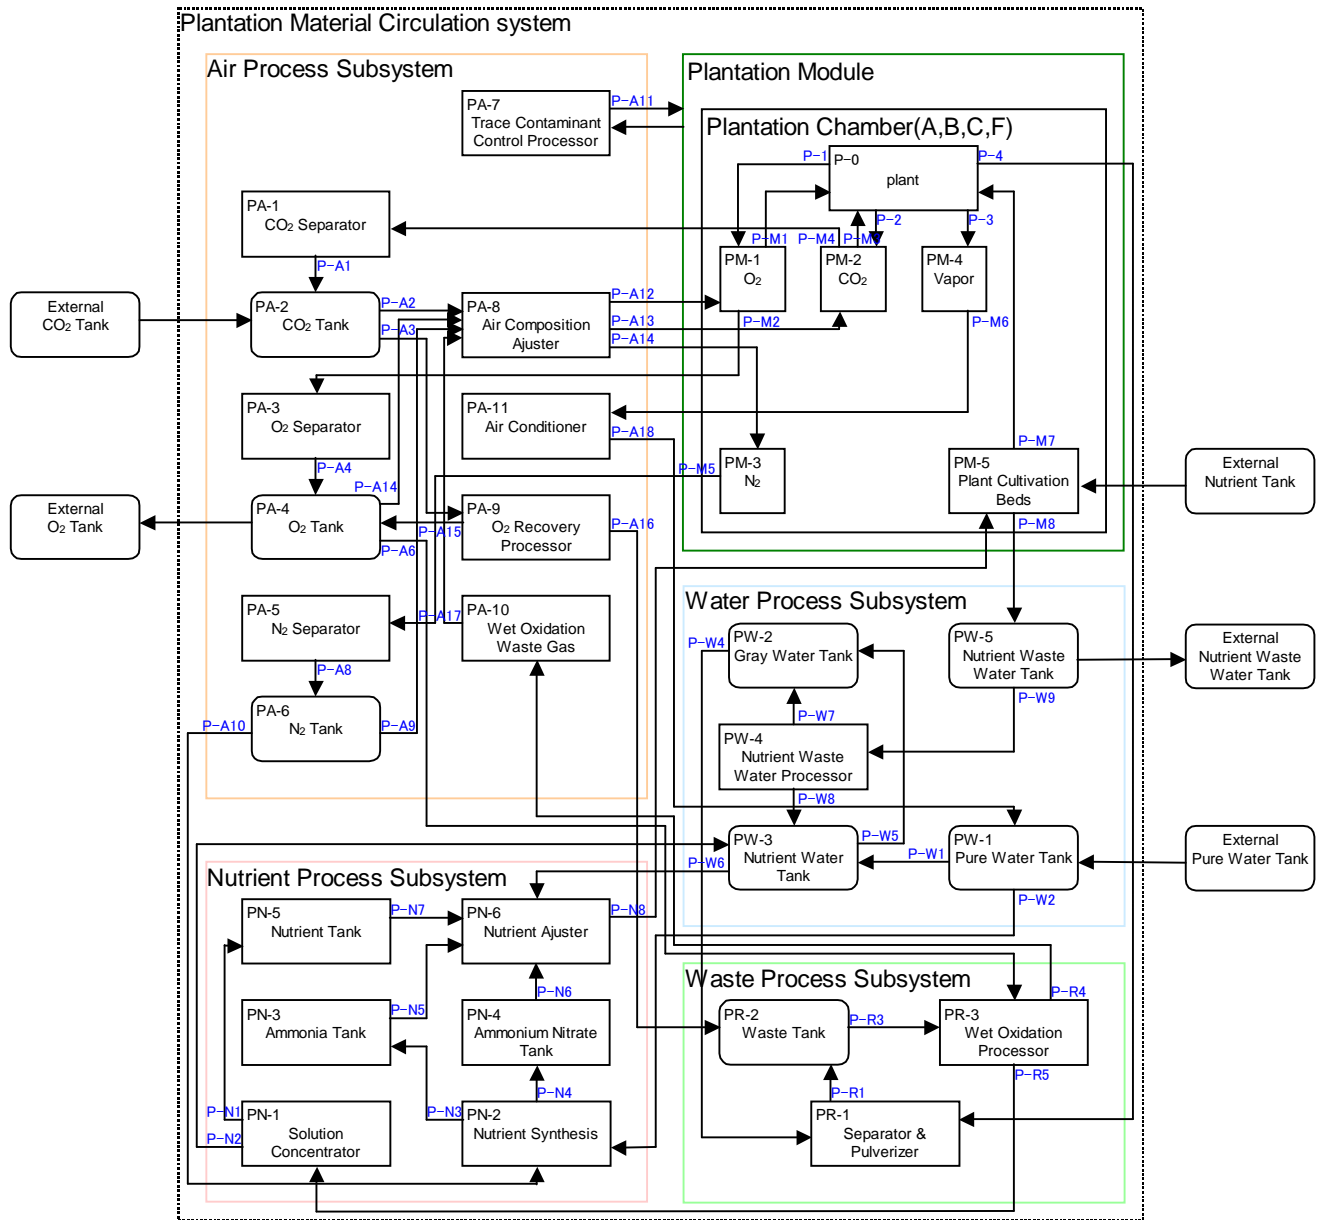 Plantation Material Circulation system
Air Process Subsystem
Plantation Module
PA-7
Trace Contaminant
Control Processor
P-A11
Plantation Chamber(A,B,C,F)
P-1
P-0
plant
P-4
PA-1
CO2 Separator
P-A1
P-2
P-3
P-M1
P-M4
PM-1
O2
PM-2
CO2
PM-4
Vapor
External
CO2 Tank
PA-2
CO2 Tank
P-A2
P-A3
PA-8
Air Composition
Ajuster
P-A12
P-A13
P-A14
P-M2
P-M6
PA-3
O2 Separator
P-A4
PA-11
Air Conditioner
P-A18
P-M5
PM-3
N2
P-M7
PM-5
Plant Cultivation
Beds
P-M8
External
Nutrient Tank
External
O2 Tank
P-A14
PA-4
O2 Tank
P-A6
P-A15
PA-9
O2 Recovery
Processor
P-A16
PA-5
N2 Separator
P-A8
P-A17
PA-10
Wet Oxidation
Waste Gas
Water Process Subsystem
P-W4
PW-2
Gray Water Tank
PW-5
Nutrient Waste
Water Tank
External
Nutrient Waste
Water Tank
P-A10
PA-6
N2 Tank
P-A9
P-W7
P-W9
PW-4
Nutrient Waste
Water Processor
P-W8
PW-3
Nutrient Water
Tank
P-W5
P-W6
P-W1
PW-1
Pure Water Tank
P-W2
External
Pure Water Tank
Nutrient Process Subsystem
PN-5
Nutrient Tank
P-N7
PN-6
Nutrient Ajuster
P-N8
PN-3
Ammonia Tank
P-N5
P-N6
PN-4
Ammonium Nitrate
Tank
P-N4
P-N1
P-N2
PN-1
Solution
Concentrator
P-N3
PN-2
Nutrient Synthesis
Waste Process Subsystem
PR-2
Waste Tank
P-R3
P-R4
PR-3
Wet Oxidation
Processor
P-R5
P-R1
PR-1
Separator &
Pulverizer